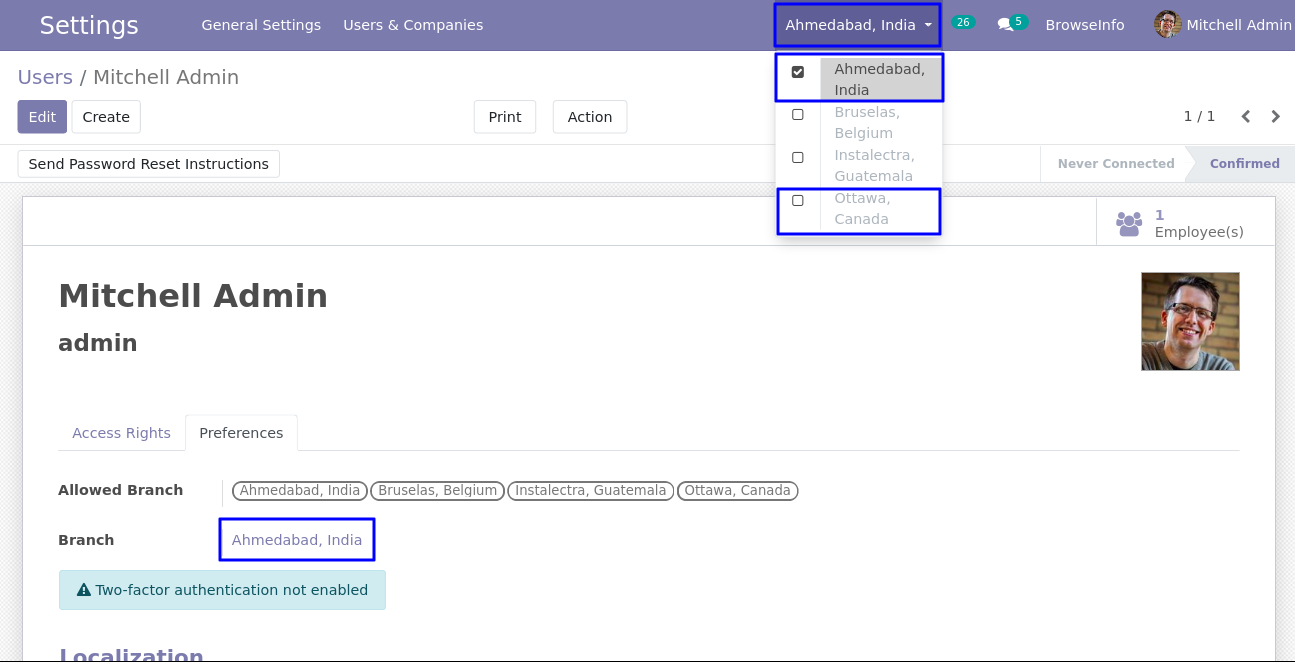 Settings General Settings Users & Companies Ahmedabad, India 26 5 BrowseInfo Mitchell Admin
Users / Mitchell Admin
Ahmedabad,
India
Bruselas,
Belgium
Instalectra,
Guatemala
Ottawa,
Canada
Edit Create Print Action 1 / 1
Send Password Reset Instructions Never Connected Confirmed
1
Employee(s)
Mitchell Admin
admin
Access Rights Preferences
Allowed Branch Ahmedabad, India Bruselas, Belgium Instalectra, Guatemala Ottawa, Canada
Branch Ahmedabad, India
Two-factor authentication not enabled
Localization